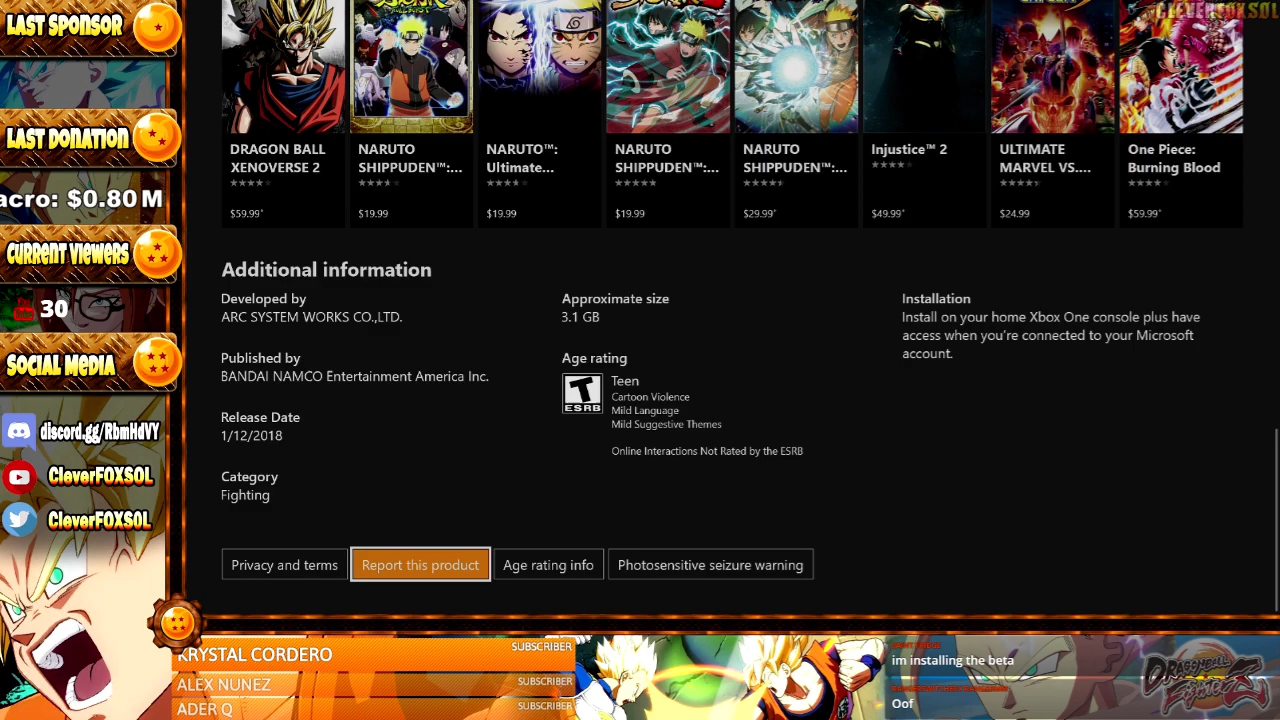 LAST SPONSOR
LAST DONATION
acro: $0.80 M
CURRENT VIEWERS
30
SOCIAL MEDIA
discord.gg/RbmHdVY
CleverFOXSOL
CleverFOXSOL
CLEVERFOXSOL
DRAGON BALL
XENOVERSE 2
$59.99+
NARUTO
SHIPPUDEN™:...
$19.99
NARUTO™:
Ultimate...
$19.99
NARUTO
SHIPPUDEN™:...
$19.99
NARUTO
SHIPPUDEN™:...
$29.99+
Injustice™ 2
$49.99+
ULTIMATE
MARVEL VS....
$24.99
One Piece:
Burning Blood
$59.99+
Additional information
Developed by
ARC SYSTEM WORKS CO.,LTD.
Published by
BANDAI NAMCO Entertainment America Inc.
Release Date
1/12/2018
Category
Fighting
Approximate size
3.1 GB
Age rating
T
ESRB
Teen
Cartoon Violence
Mild Language
Mild Suggestive Themes
Online Interactions Not Rated by the ESRB
Installation
Install on your home Xbox One console plus have
access when you're connected to your Microsoft
account.
Privacy and terms
Report this product
Age rating info
Photosensitive seizure warning
KRYSTAL CORDERO SUBSCRIBER
ALEX NUNEZ SUBSCRIBER
ADER Q SUBSCRIBER
im installing the beta
Oof
DRAGONBALL
FIGHTERZ